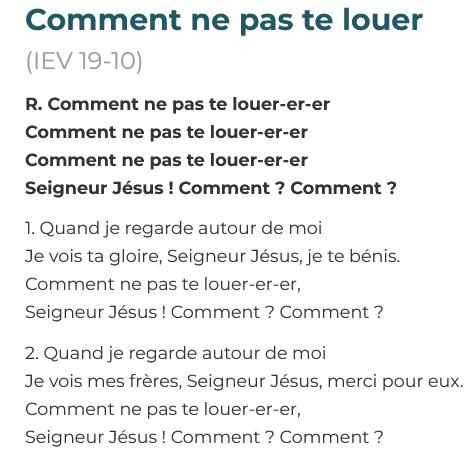 Comment ne pas te louer
(IEV 19-10)
R. Comment ne pas te louer-er-er
Comment ne pas te louer-er-er
Comment ne pas te louer-er-er
Seigneur Jésus ! Comment ? Comment ?
1. Quand je regarde autour de moi
Je vois ta gloire, Seigneur Jésus, je te bénis.
Comment ne pas te louer-er-er,
Seigneur Jésus ! Comment ? Comment ?
2. Quand je regarde autour de moi
Je vois mes frères, Seigneur Jésus, merci pour eux.
Comment ne pas te louer-er-er,
Seigneur Jésus ! Comment ? Comment ?